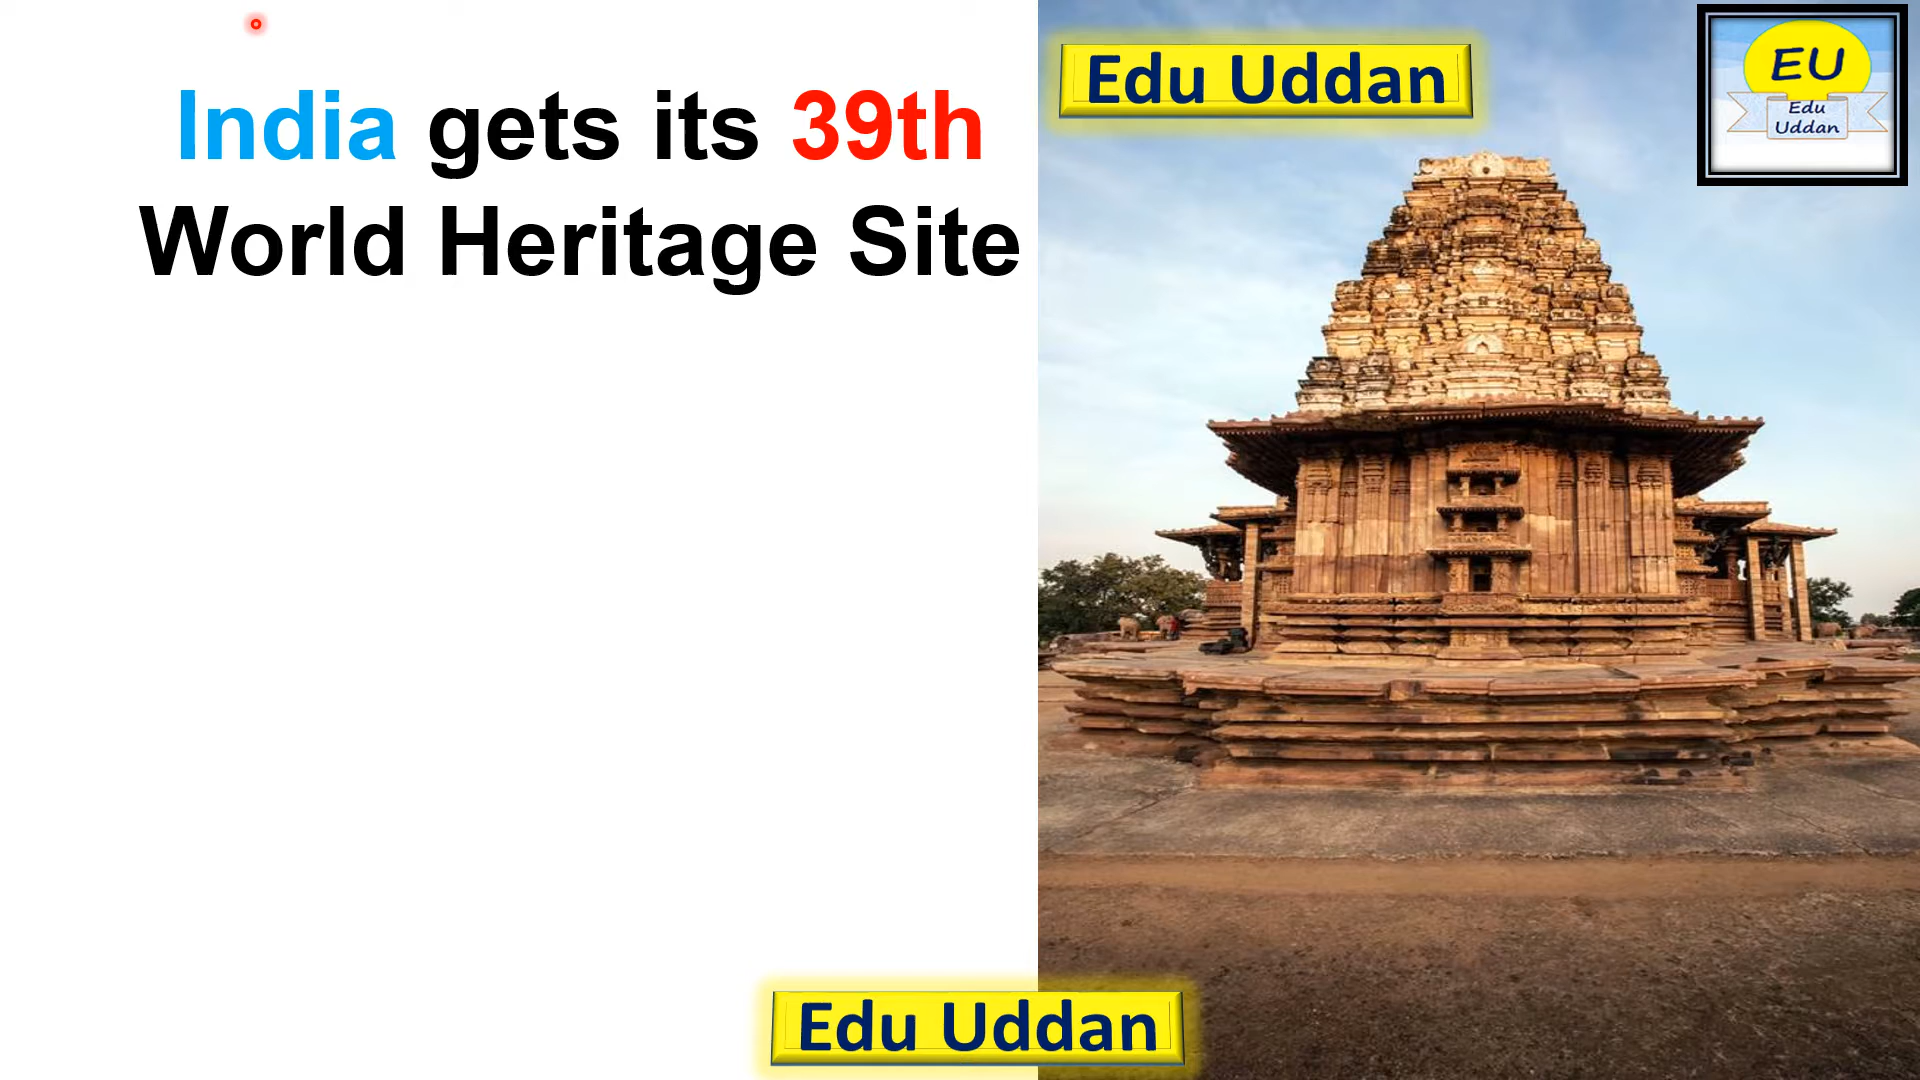 India gets its 39th
World Heritage Site
Edu Uddan
EU
Edu
Uddan
Edu Uddan